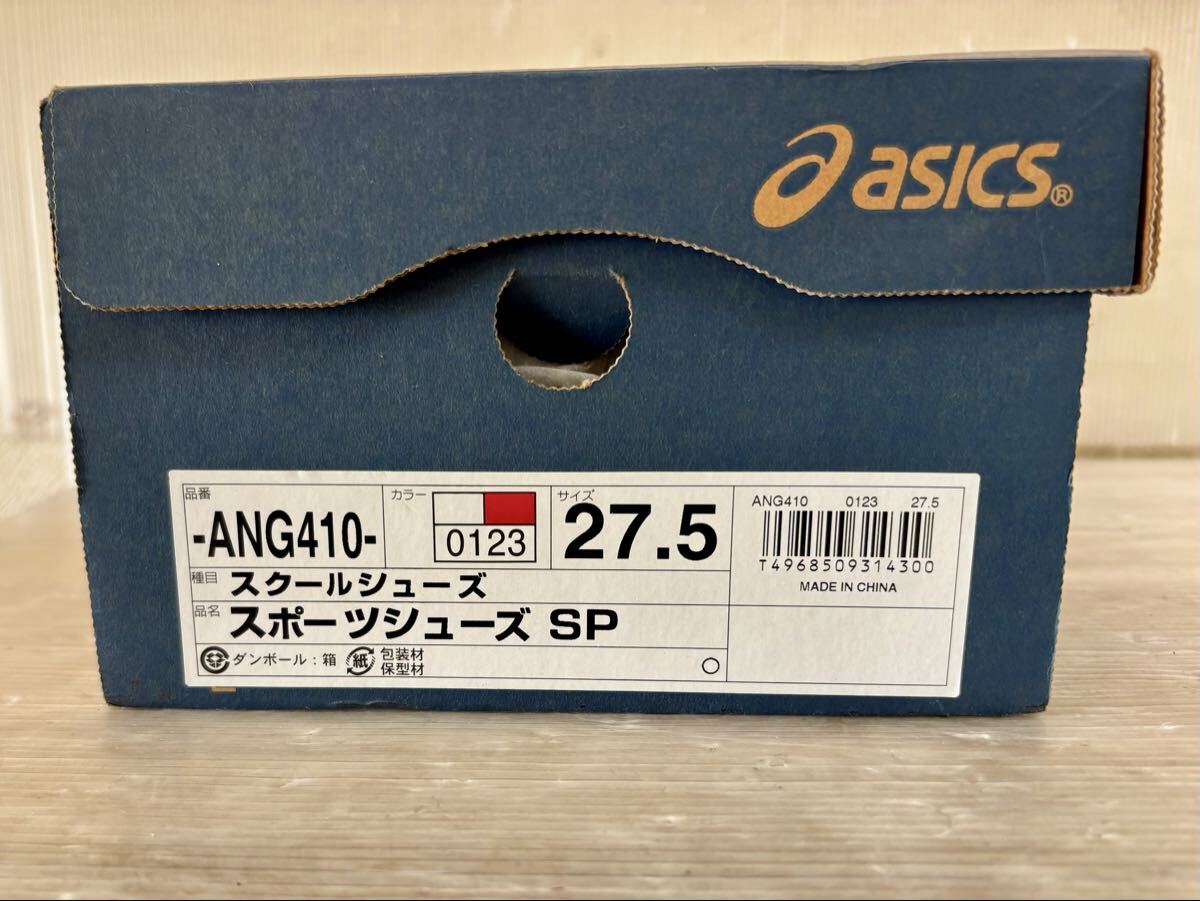 asics®
品番
-ANG410-
カラー
0123
サイズ
27.5
ANG410 0123 27.5
T4968509314300
MADE IN CHINA
種目 スクールシューズ
品名 スポーツシューズ SP
ダンボール：箱 紙 包装材
保型材